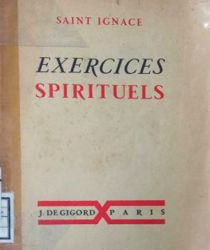 SAINT IGNACE
EXERCICES
SPIRITUELS
J. DE GIGORD PARIS